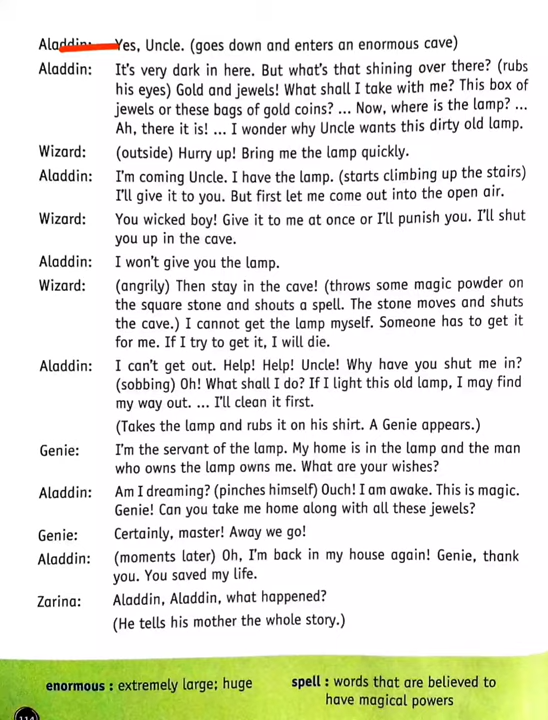 Aladdin: Yes, Uncle. (goes down and enters an enormous cave)
Aladdin: It's very dark in here. But what's that shining over there? (rubs
his eyes) Gold and jewels! What shall I take with me? This box of
jewels or these bags of gold coins? ... Now, where is the lamp? ...
Ah, there it is! ... I wonder why Uncle wants this dirty old lamp.
Wizard: (outside) Hurry up! Bring me the lamp quickly.
Aladdin: I'm coming Uncle. I have the lamp. (starts climbing up the stairs)
I'll give it to you. But first let me come out into the open air.
Wizard: You wicked boy! Give it to me at once or I'll punish you. I'll shut
you up in the cave.
Aladdin: I won't give you the lamp.
Wizard: (angrily) Then stay in the cave! (throws some magic powder on
the square stone and shouts a spell. The stone moves and shuts
the cave.) I cannot get the lamp myself. Someone has to get it
for me. If I try to get it, I will die.
Aladdin: I can't get out. Help! Help! Uncle! Why have you shut me in?
(sobbing) Oh! What shall I do? If I light this old lamp, I may find
my way out. ... I'll clean it first.
(Takes the lamp and rubs it on his shirt. A Genie appears.)
Genie: I'm the servant of the lamp. My home is in the lamp and the man
who owns the lamp owns me. What are your wishes?
Aladdin: Am I dreaming? (pinches himself) Ouch! I am awake. This is magic.
Genie! Can you take me home along with all these jewels?
Genie: Certainly, master! Away we go!
Aladdin: (moments later) Oh, I'm back in my house again! Genie, thank
you. You saved my life.
Zarina: Aladdin, Aladdin, what happened?
(He tells his mother the whole story.)
enormous : extremely large; huge
spell : words that are believed to
have magical powers
114